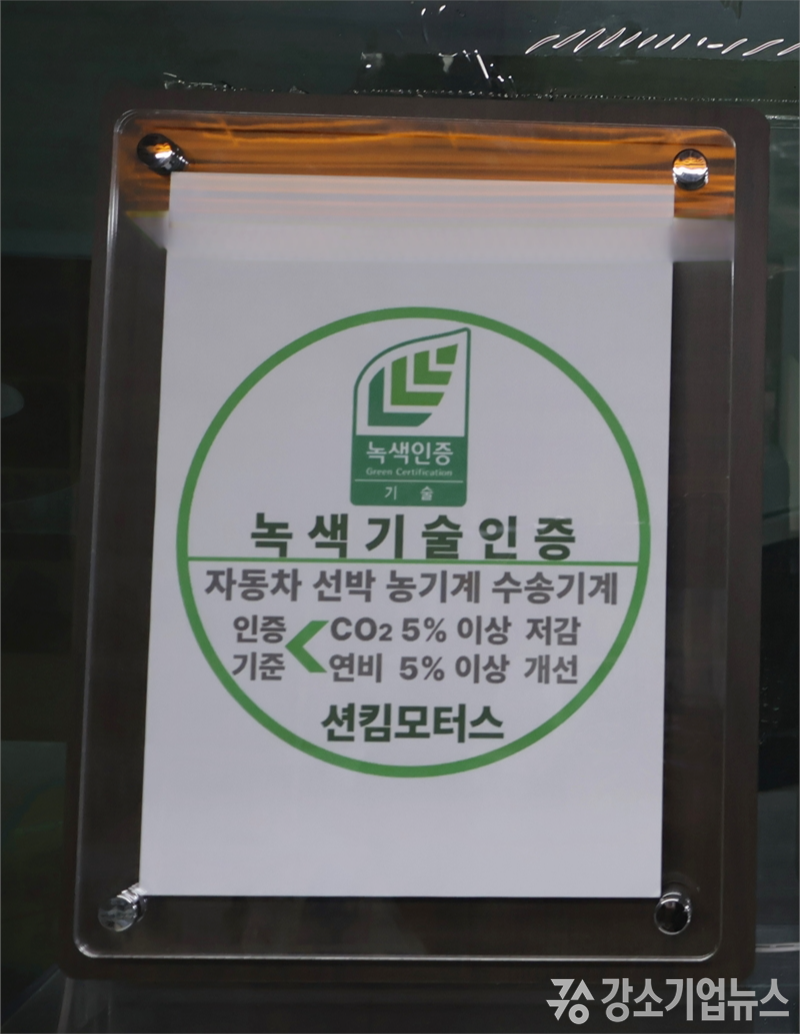 녹색인증
Green Certification
기 술
녹색기술인증
자동차 선박 농기계 수송기계
인증 CO2 5% 이상 저감
기준 연비 5% 이상 개선
션킴모터스
강소기업뉴스